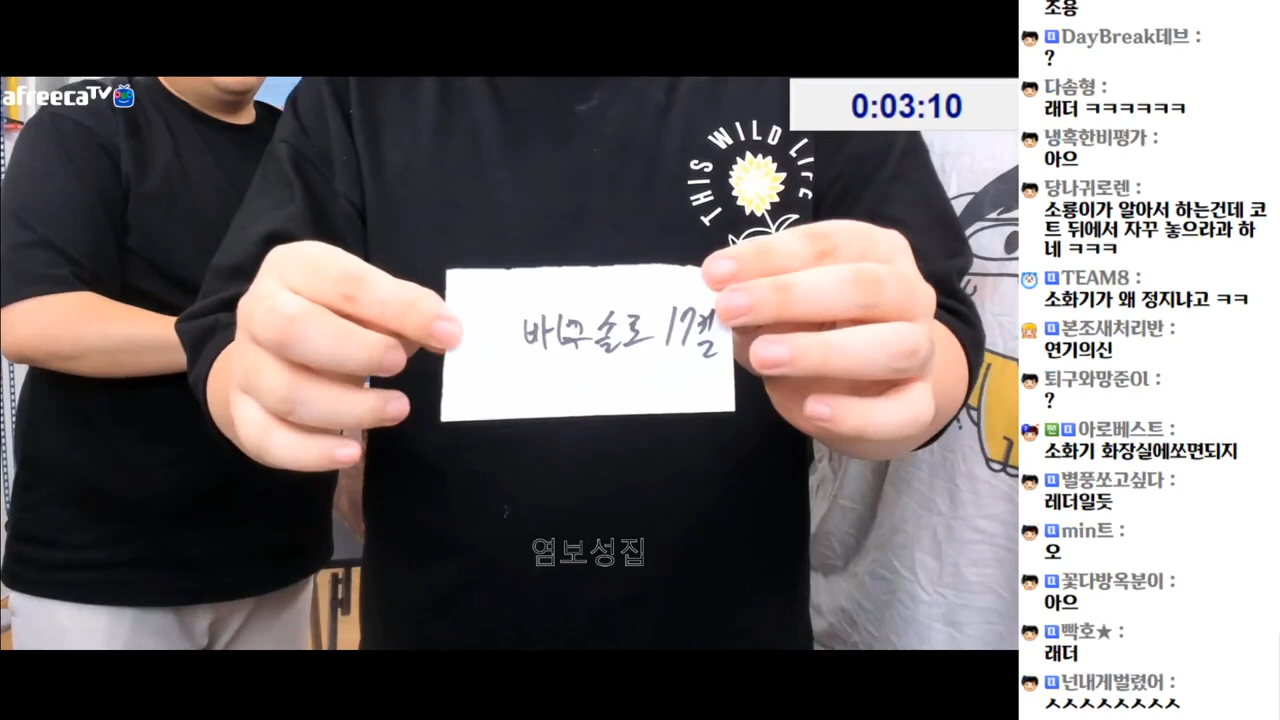 afreecaTV
0:03:10
THIS WILD LIFE
바구솔로 17렙
염보성집
조용
DayBreak데브 :
?
다솜형 :
래더 ㅋㅋㅋㅋㅋㅋ
냉혹한비평가 :
아으
당나귀로렌 :
소룡이가 알아서 하는건데 코
트 뒤에서 자꾸 놓으라과 하
네 ㅋㅋㅋ
TEAM8 :
소화기가 왜 정지냐고 ㅋㅋ
본조새처리반 :
연기의신
퇴구와망준Ol :
?
팬
아로베스트 :
소화기 화장실에쏘면되지
별풍쏘고싶다 :
레더일듯
min트 :
오
꽃다방옥분이 :
아으
빡호★ :
래더
넌내게벌렸어 :
ㅅㅅㅅㅅㅅㅅㅅㅅ